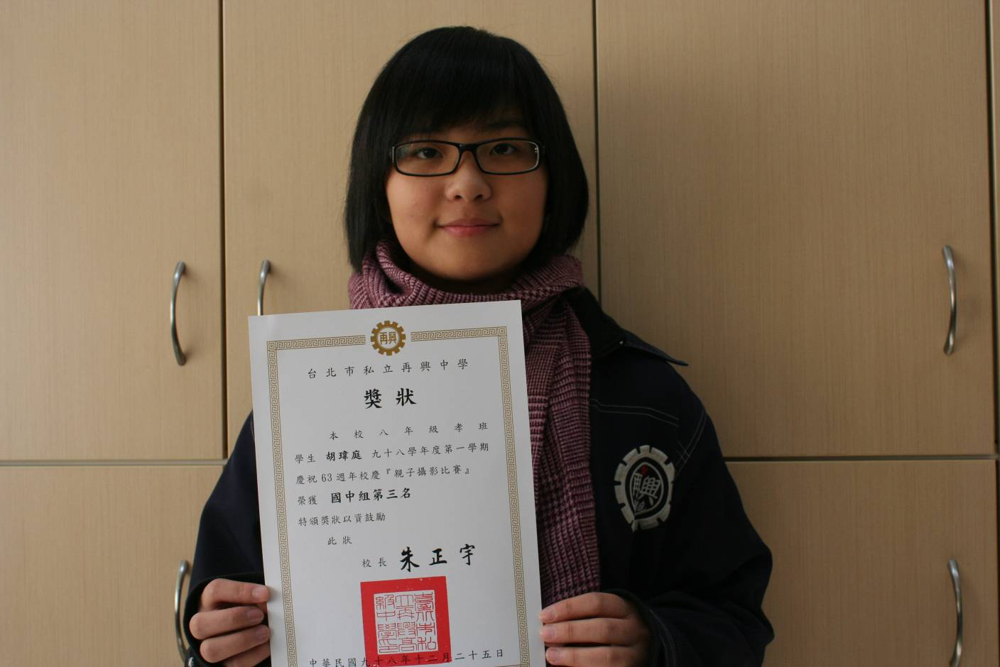 再興
台北市私立再興中學
獎狀
本校八年級孝班
學生 胡瑋庭 九十八學年度第一學期
慶祝63週年校慶『親子攝影比賽』
榮獲 國中組第三名
特頒獎狀以資鼓勵
此狀
校長 朱正宇
中華民國九十八年十二月二十五日
再興